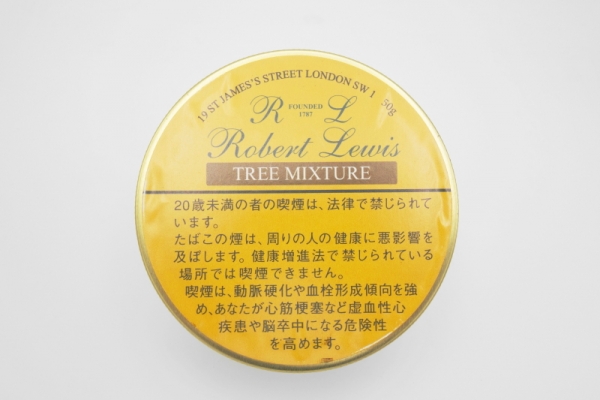 19 ST JAMES'S STREET LONDON SW 1 50g
R FOUNDED 1787 L
Robert Lewis
TREE MIXTURE
20歳未満の者の喫煙は、法律で禁じられて
います。
たばこの煙は、周りの人の健康に悪影響を
及ぼします。健康増進法で禁じられている
場所では喫煙できません。
喫煙は、動脈硬化や血栓形成傾向を強
め、あなたが心筋梗塞など虚血性心
疾患や脳卒中になる危険性
を高めます。